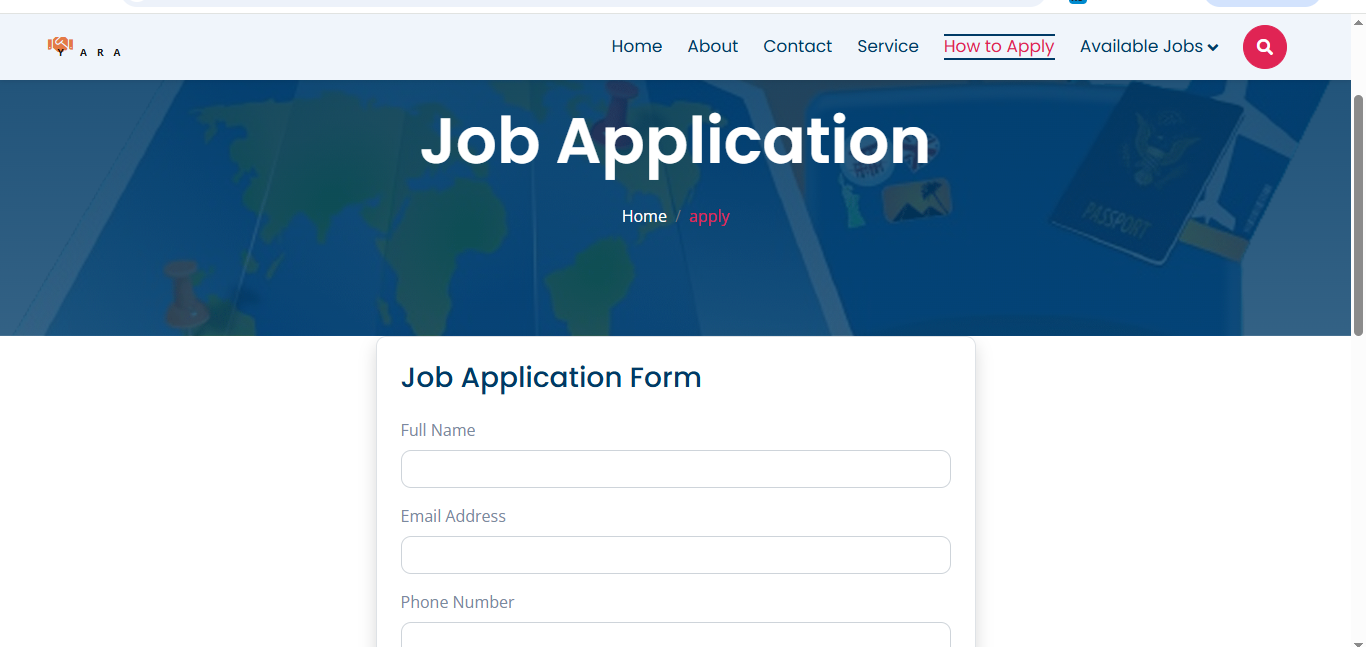 Y A R A
Home About Contact Service How to Apply Available Jobs
Job Application
Home / apply
PASSPORT
Job Application Form
Full Name
Email Address
Phone Number